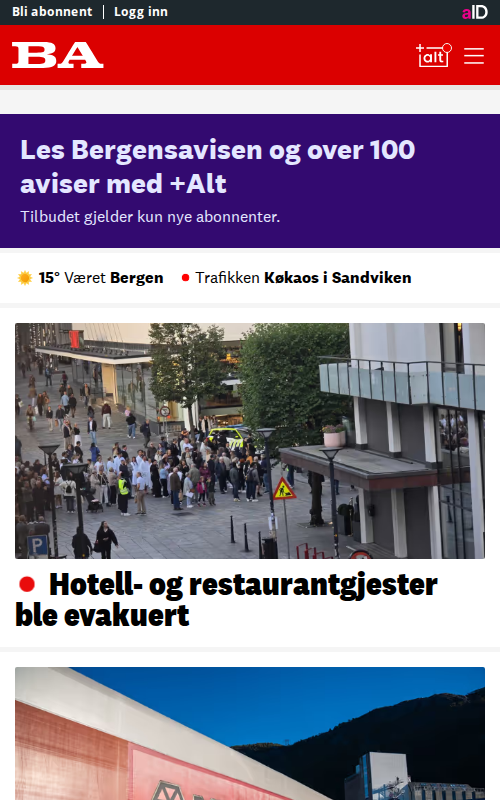 Bli abonnent | Logg inn
aID
BA
+alt
Les Bergensavisen og over 100
aviser med +Alt
Tilbudet gjelder kun nye abonnenter.
15° Været Bergen
Trafikken Køkaos i Sandviken
P
Hotell- og restaurantgjester
ble evakuert